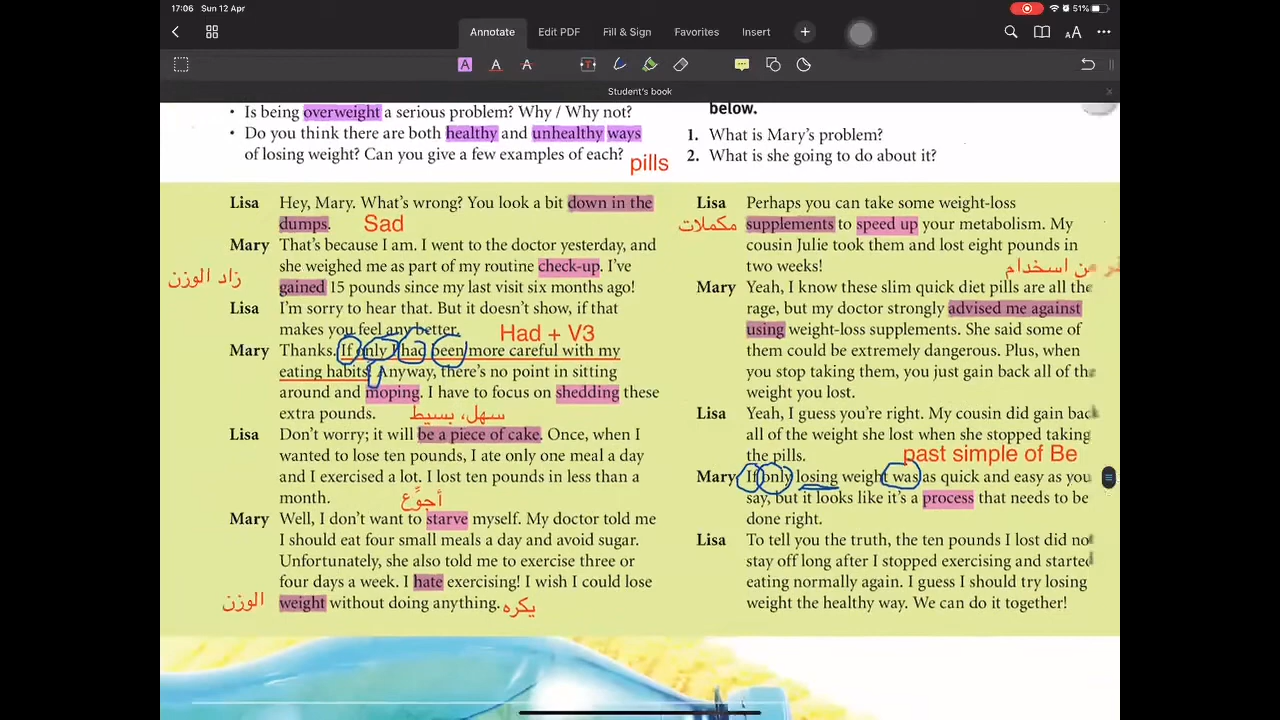 17:06 Sun 12 Apr
51%
Annotate Edit PDF Fill & Sign Favorites Insert
Student's book
• Is being overweight a serious problem? Why / Why not?
• Do you think there are both healthy and unhealthy ways
of losing weight? Can you give a few examples of each?
pills
below.
1. What is Mary's problem?
2. What is she going to do about it?
Lisa Hey, Mary. What's wrong? You look a bit down in the
dumps. Sad
Mary That's because I am. I went to the doctor yesterday, and
she weighed me as part of my routine check-up. I've
زاد الوزن
gained 15 pounds since my last visit six months ago!
Lisa I'm sorry to hear that. But it doesn't show, if that
makes you feel any better.
Had + V3
Mary Thanks. If only I had been more careful with my
eating habits. Anyway, there's no point in sitting
around and moping. I have to focus on shedding these
extra pounds.
سهل، بسيط
Lisa Don't worry; it will be a piece of cake. Once, when I
wanted to lose ten pounds, I ate only one meal a day
and I exercised a lot. I lost ten pounds in less than a
month.
أجوِّع
Mary Well, I don't want to starve myself. My doctor told me
I should eat four small meals a day and avoid sugar.
Unfortunately, she also told me to exercise three or
four days a week. I hate exercising! I wish I could lose
الوزن
weight without doing anything.
يكره
Lisa Perhaps you can take some weight-loss
مكملات
supplements to speed up your metabolism. My
cousin Julie took them and lost eight pounds in
two weeks!
من استخدام
Mary Yeah, I know these slim quick diet pills are all the
rage, but my doctor strongly advised me against
using weight-loss supplements. She said some of
them could be extremely dangerous. Plus, when
you stop taking them, you just gain back all of the
weight you lost.
Lisa Yeah, I guess you're right. My cousin did gain back
all of the weight she lost when she stopped taking
the pills.
past simple of Be
Mary If only losing weight was as quick and easy as you
say, but it looks like it's a process that needs to be
done right.
Lisa To tell you the truth, the ten pounds I lost did no
stay off long after I stopped exercising and started
eating normally again. I guess I should try losing
weight the healthy way. We can do it together!